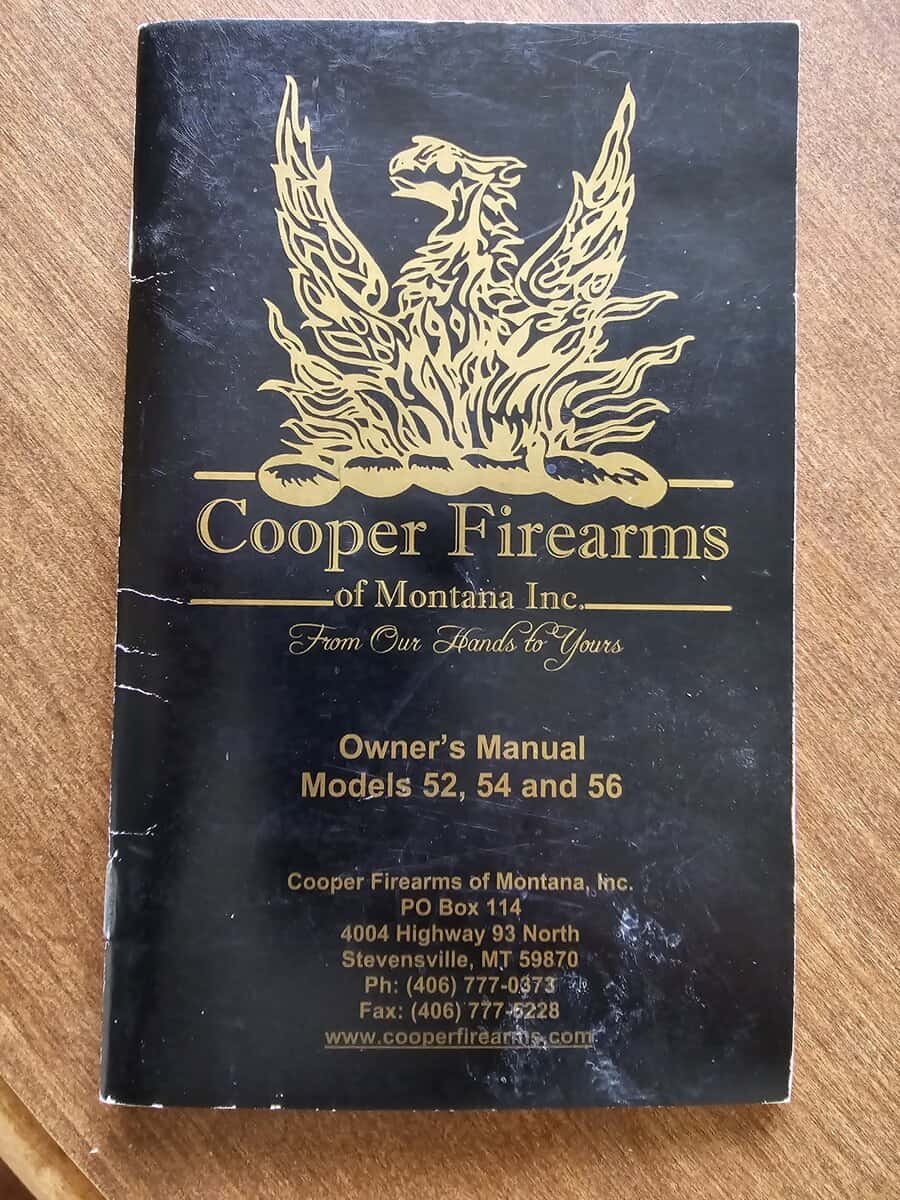 Cooper Firearms
of Montana Inc.
From Our Hands to Yours
Owner's Manual
Models 52, 54 and 56
Cooper Firearms of Montana, Inc.
PO Box 114
4004 Highway 93 North
Stevensville, MT 59870
Ph: (406) 777-0373
Fax: (406) 777-5228
www.cooperfirearms.com